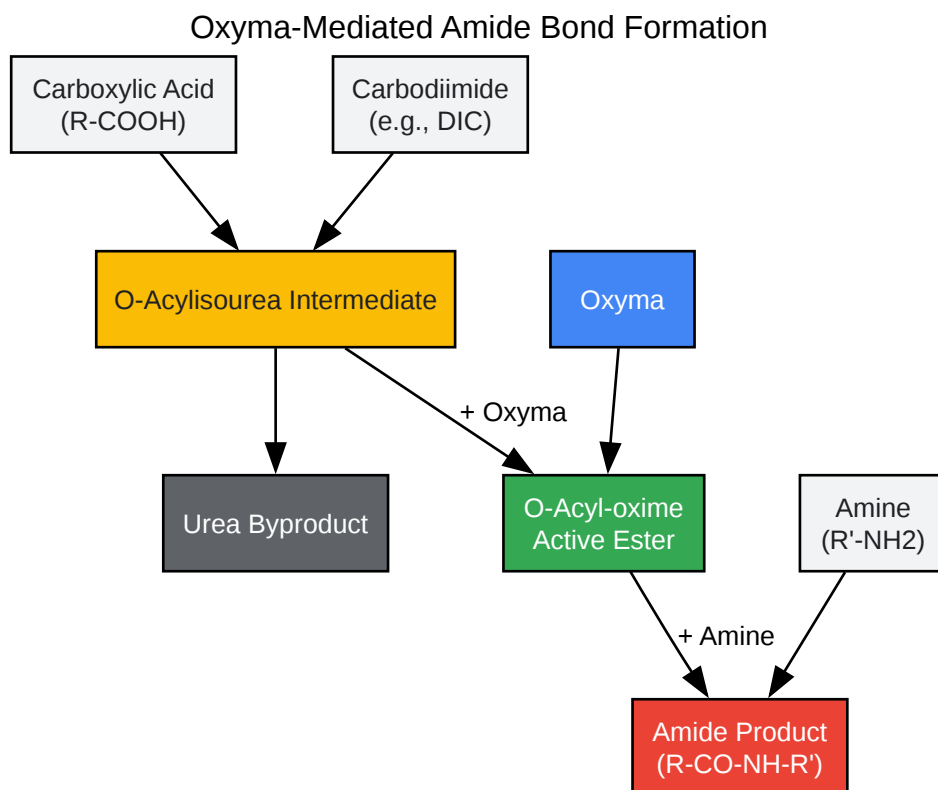 Oxyma-Mediated Amide Bond Formation
Carboxylic Acid
(R-COOH)
Carbodiimide
(e.g., DIC)
O-Acylisourea Intermediate
Oxyma
+ Oxyma
Urea Byproduct
O-Acyl-oxime
Active Ester
Amine
(R'-NH2)
+ Amine
Amide Product
(R-CO-NH-R')